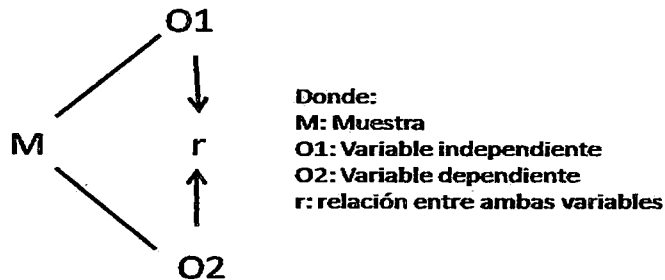 O1
M
r
O2
Donde:
M: Muestra
O1: Variable independiente
O2: Variable dependiente
r: relación entre ambas variables